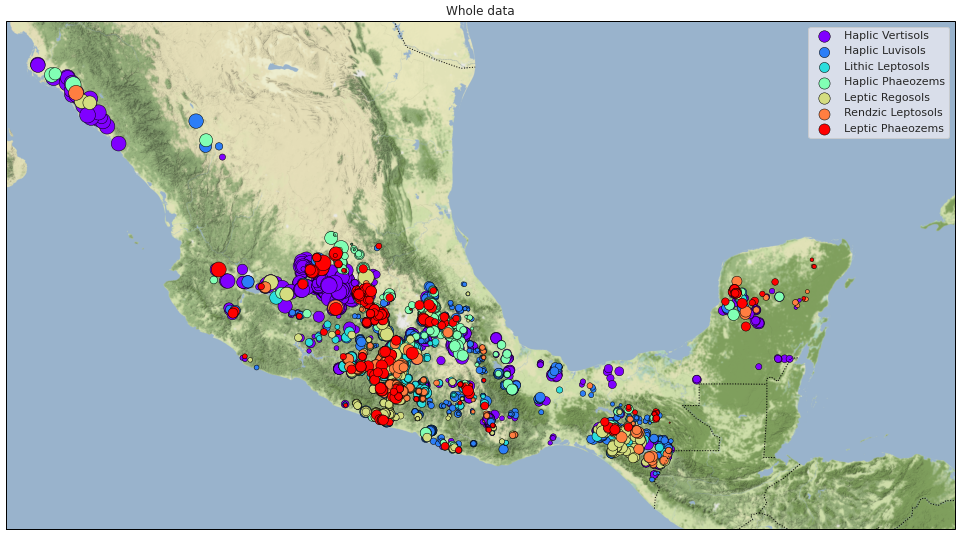 Whole data
Haplic Vertisols
Haplic Luvisols
Lithic Leptosols
Haplic Phaeozems
Leptic Regosols
Rendzic Leptosols
Leptic Phaeozems